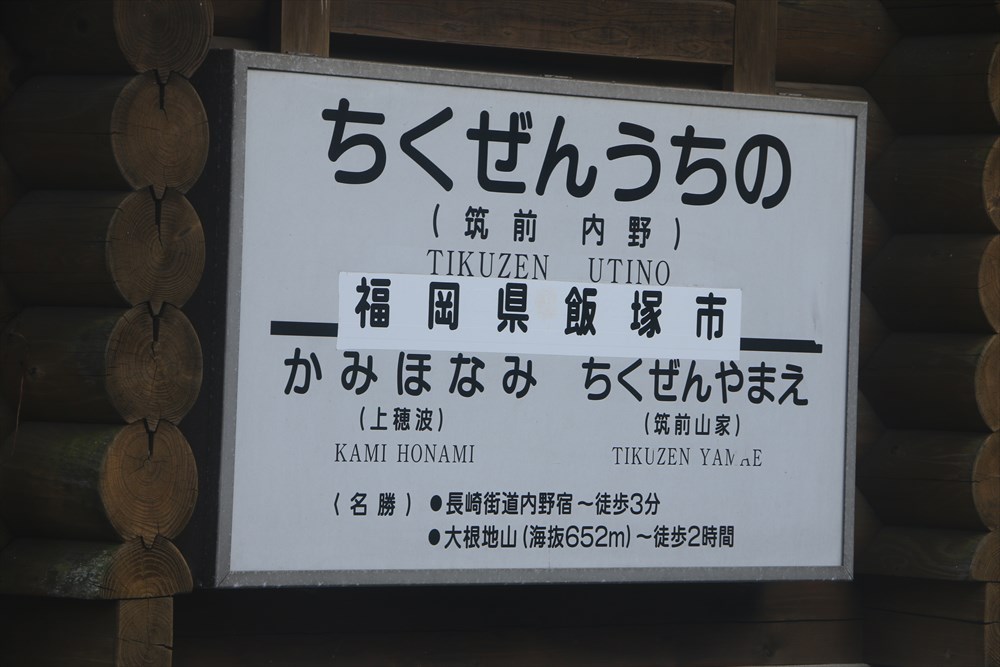 ちくぜんうちの
(筑前 内野)
TIKUZEN UTINO
福岡県飯塚市
かみほなみ ちくぜんやまえ
(上穂波) (筑前山家)
KAMI HONAMI TIKUZEN YAMAE
(名勝) ●長崎街道内野宿～徒歩3分
●大根地山(海抜652m)～徒歩2時間